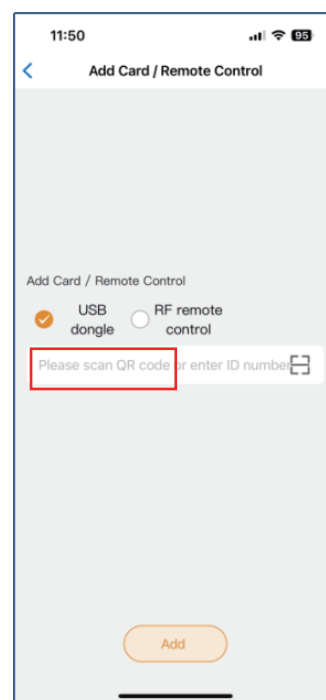 11:50
95
Add Card / Remote Control
Add Card / Remote Control
USB dongle
RF remote control
Please scan QR code or enter ID number
Add